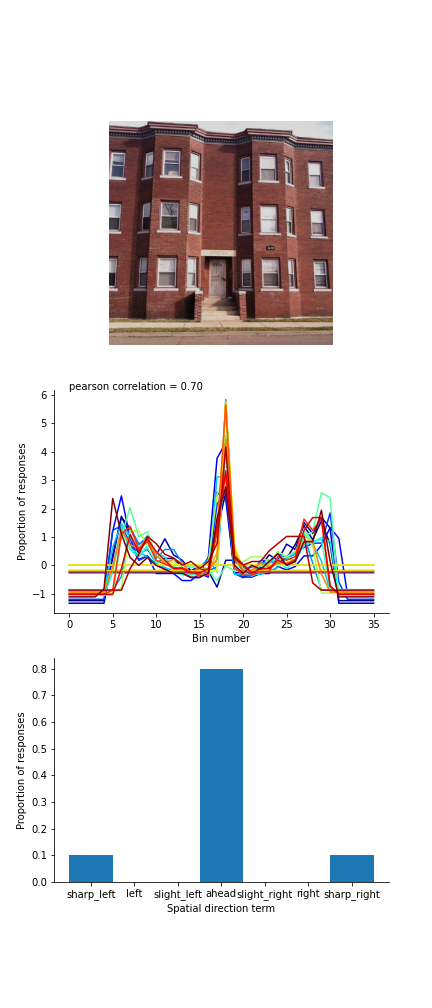 pearson correlation = 0.70
Proportion of responses
6
5
4
3
2
1
0
−1
0 5 10 15 20 25 30 35
Bin number
Proportion of responses
0.8
0.7
0.6
0.5
0.4
0.3
0.2
0.1
0.0
sharp_left left slight_left ahead slight_right right sharp_right
Spatial direction term